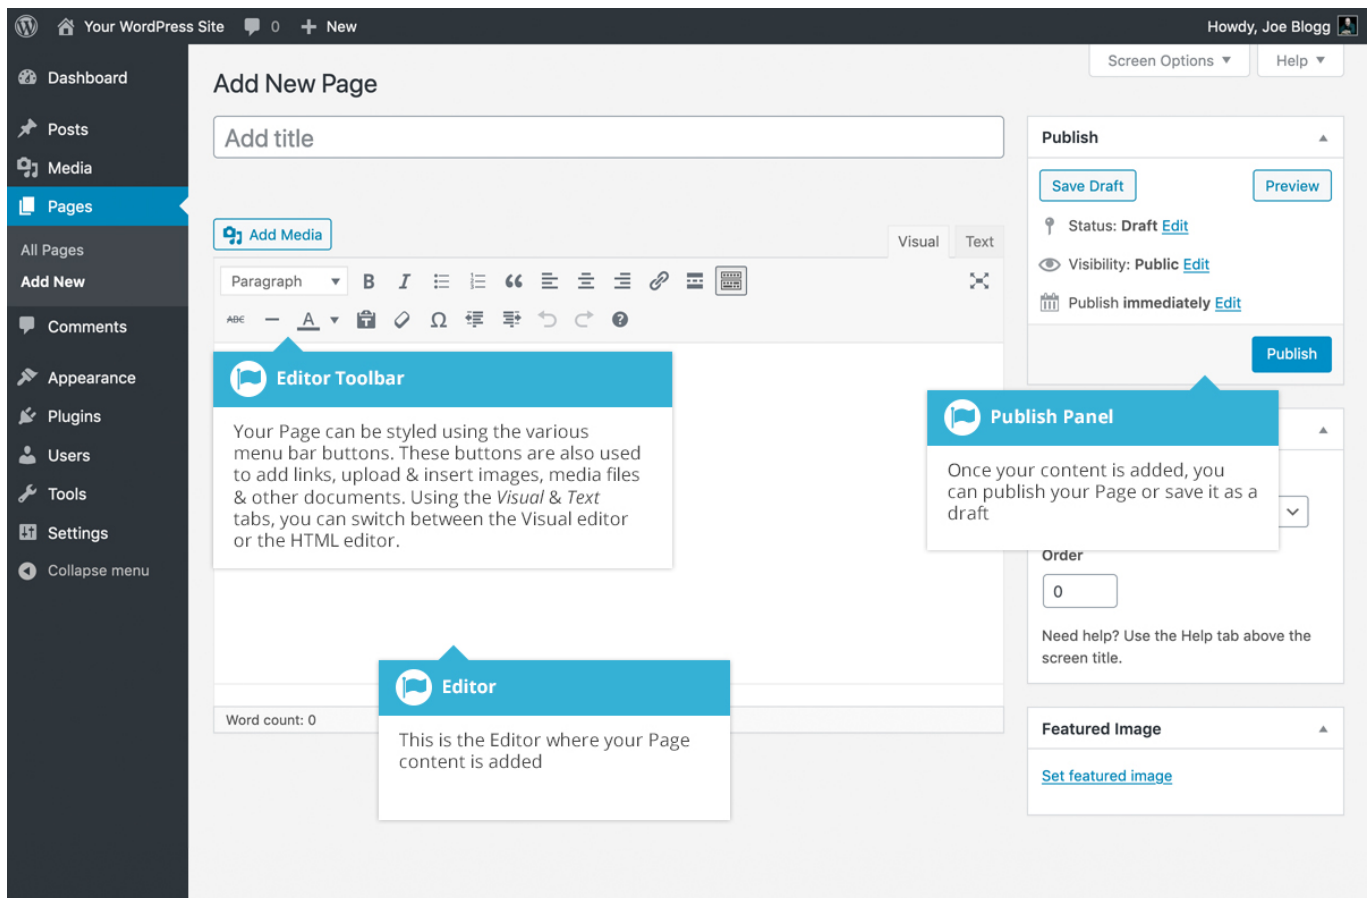 Your WordPress Site 0 New
Howdy, Joe Blogg
Dashboard
Posts
Media
Pages
All Pages
Add New
Comments
Appearance
Plugins
Users
Tools
Settings
Collapse menu
Screen Options
Help
Add New Page
Add title
Add Media
Visual
Text
Paragraph
B
I
ABC
A
Ω
Editor Toolbar
Your Page can be styled using the various
menu bar buttons. These buttons are also used
to add links, upload & insert images, media files
& other documents. Using the Visual & Text
tabs, you can switch between the Visual editor
or the HTML editor.
Editor
This is the Editor where your Page
content is added
Word count: 0
Publish
Save Draft
Preview
Status: Draft Edit
Visibility: Public Edit
Publish immediately Edit
Publish
Publish Panel
Once your content is added, you
can publish your Page or save it as a
draft
Order
0
Need help? Use the Help tab above the
screen title.
Featured Image
Set featured image